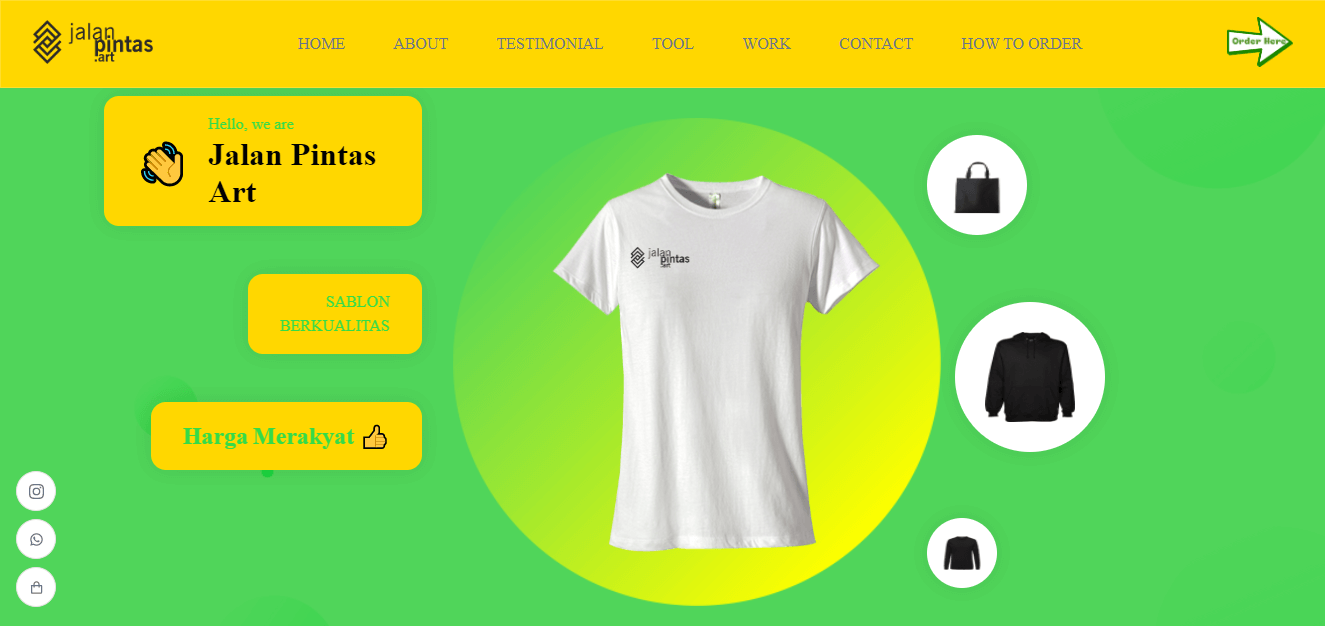 jalan
pintas
.art
HOME
ABOUT
TESTIMONIAL
TOOL
WORK
CONTACT
HOW TO ORDER
Order Here
Hello, we are
Jalan Pintas
Art
SABLON
BERKUALITAS
Harga Merakyat
jalan
pintas
.art